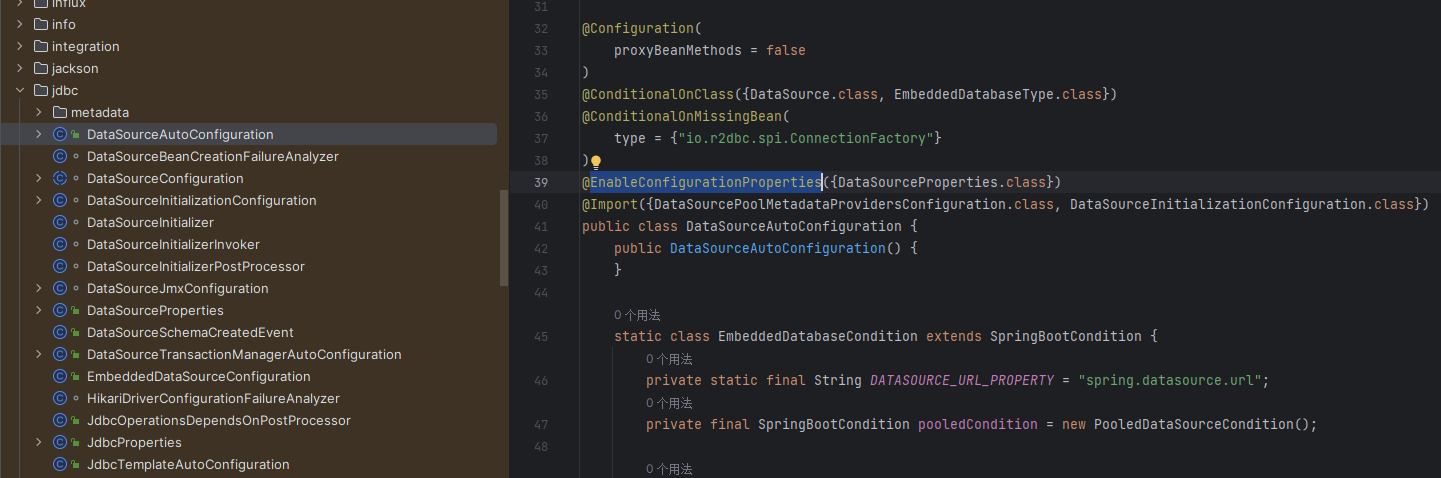 influx
info
integration
jackson
jdbc
metadata
DataSourceAutoConfiguration
DataSourceBeanCreationFailureAnalyzer
DataSourceConfiguration
DataSourceInitializationConfiguration
DataSourceInitializer
DataSourceInitializerInvoker
DataSourceInitializerPostProcessor
DataSourceJmxConfiguration
DataSourceProperties
DataSourceSchemaCreatedEvent
DataSourceTransactionManagerAutoConfiguration
EmbeddedDataSourceConfiguration
HikariDriverConfigurationFailureAnalyzer
JdbcOperationsDependsOnPostProcessor
JdbcProperties
JdbcTemplateAutoConfiguration
31
32 @Configuration(
33 proxyBeanMethods = false
34 )
35 @ConditionalOnClass({DataSource.class, EmbeddedDatabaseType.class})
36 @ConditionalOnMissingBean(
37 type = {"io.r2dbc.spi.ConnectionFactory"}
38 )
39 @EnableConfigurationProperties({DataSourceProperties.class})
40 @Import({DataSourcePoolMetadataProvidersConfiguration.class, DataSourceInitializationConfiguration.class})
41 public class DataSourceAutoConfiguration {
42 public DataSourceAutoConfiguration() {
43 }
44
0 个用法
45 static class EmbeddedDatabaseCondition extends SpringBootCondition {
0 个用法
46 private static final String DATASOURCE_URL_PROPERTY = "spring.datasource.url";
0 个用法
47 private final SpringBootCondition pooledCondition = new PooledDataSourceCondition();
48
0 个用法